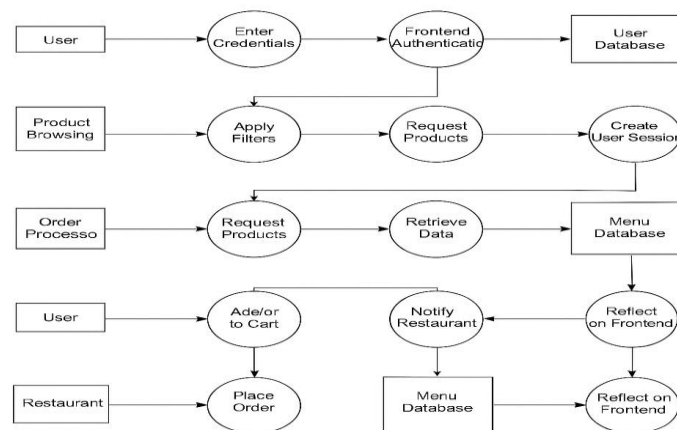 User
Enter
Credentials
Frontend
Authenticatio
User
Database
Product
Browsing
Apply
Filters
Request
Products
Create
User Session
Order
Processo
Request
Products
Retrieve
Data
Menu
Database
User
Ade/or
to Cart
Notify
Restaurant
Reflect
on Frontend
Restaurant
Place
Order
Menu
Database
Reflect on
Frontend